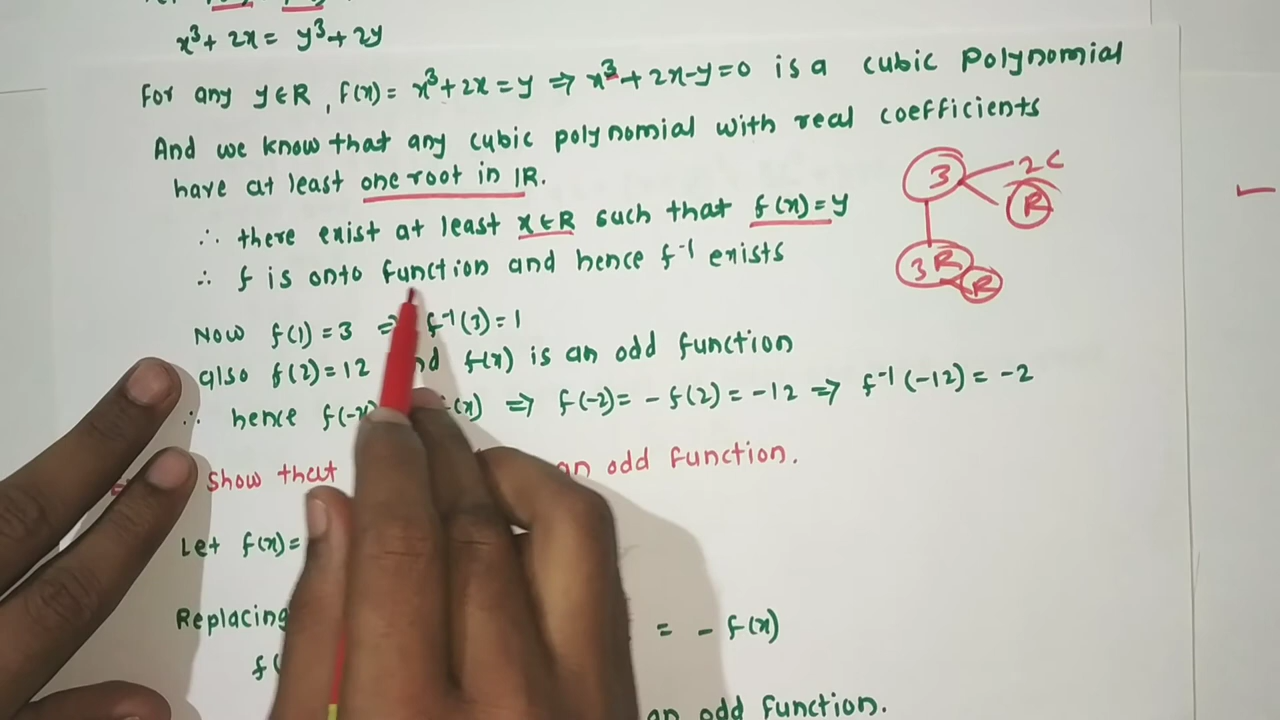 x³+ 2x = y³+ 2y
For any y∈R, f(x) = x³+2x = y ⇒ x³+2x-y=0 is a cubic polynomial
And we know that any cubic polynomial with real coefficients
have at least one root in IR.
∴ there exist at least x∈R such that f(x)=y
∴ f is onto function and hence f⁻¹ exists
3
2C
R
3R
R
Now f(1) = 3 ⇒ f⁻¹(3) = 1
also f(2)=12 f(x) is an odd function
∴ hence ⇒ f(-2) = -f(2) = -12 ⇒ f⁻¹(-12) = -2
show that an odd function.
Let f(x)=
Replacing = - f(x)
an odd function.